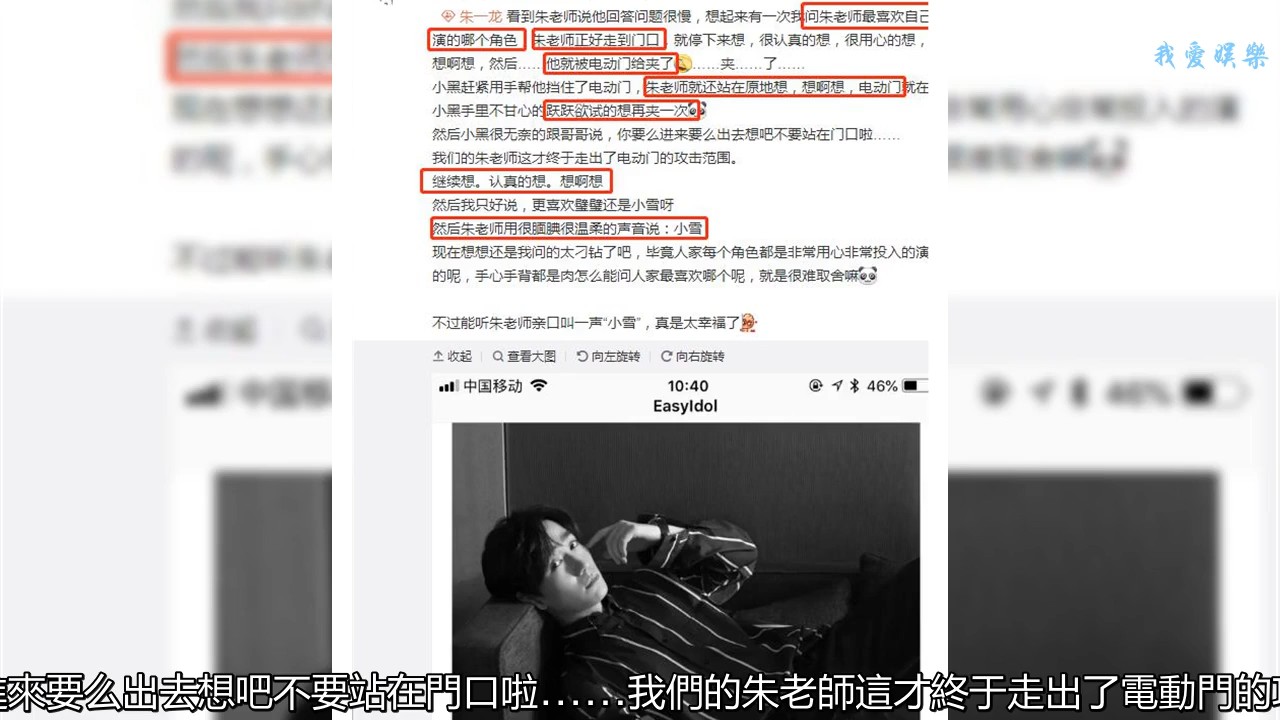 我愛娛樂
朱一龙 看到朱老师说他回答问题很慢，想起来有一次我问朱老师最喜欢自己
演的哪个角色 朱老师正好走到门口 就停下来想，很认真的想，很用心的想，
想啊想，然后……他就被电动门给夹了……夹……了……
小黑赶紧用手帮他挡住了电动门，朱老师就还站在原地想，想啊想，电动门就在
小黑手里不甘心的跃跃欲试的想再夹一次
然后小黑很无奈的跟哥哥说，你要么进来要么出去想吧不要站在门口啦……
我们的朱老师这才终于走出了电动门的攻击范围。
继续想。认真的想。想啊想
然后我只好说，更喜欢璧璧还是小雪呀
然后朱老师用很腼腆很温柔的声音说：小雪
现在想想还是我问的太刁钻了吧，毕竟人家每个角色都是非常用心非常投入的演
的呢，手心手背都是肉怎么能问人家最喜欢哪个呢，就是很难取舍嘛
不过能听朱老师亲口叫一声“小雪”，真是太幸福了
收起 查看大图 向左旋转 向右旋转
中国移动 10:40 46%
EasyIdol
來要么出去想吧不要站在門口啦……我們的朱老師這才終于走出了電動門的